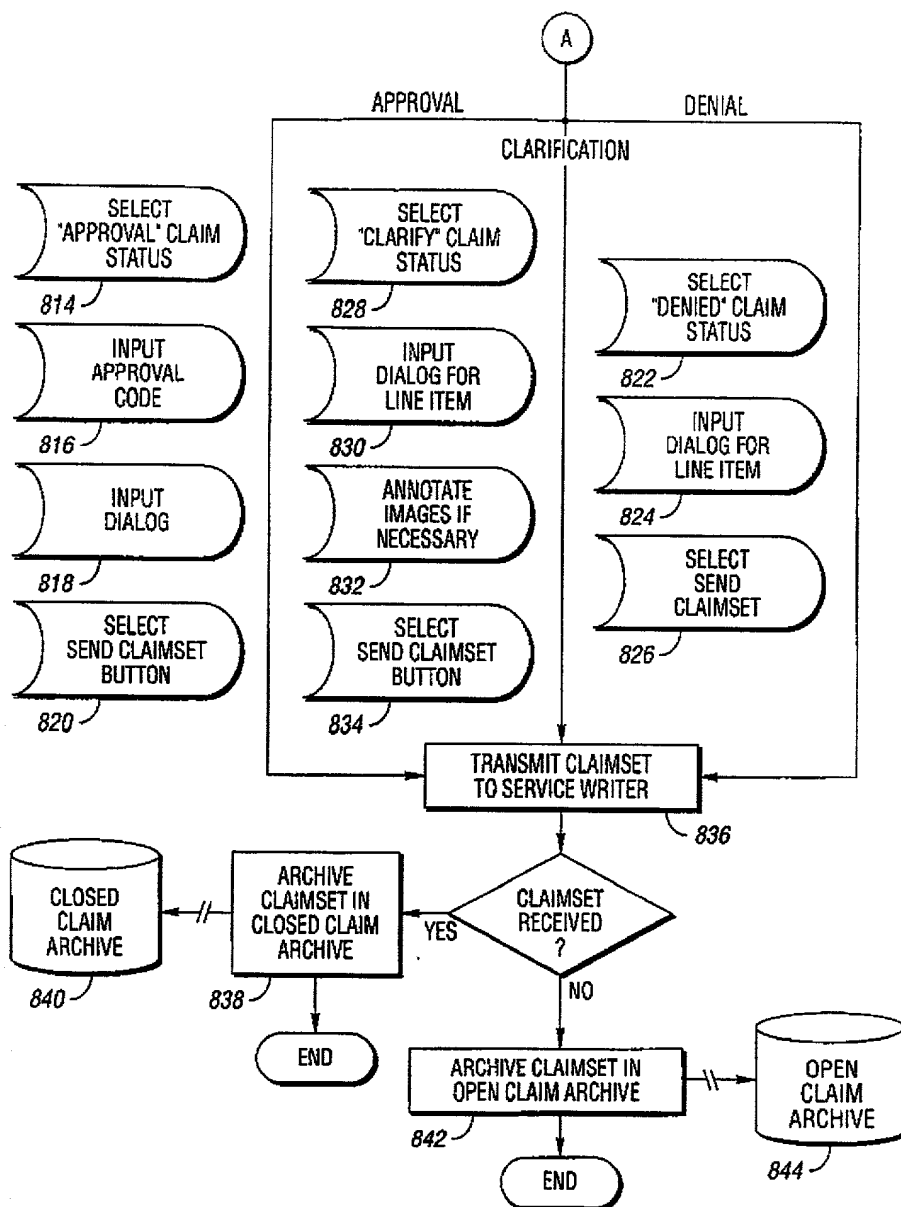 A
APPROVAL
DENIAL
CLARIFICATION
SELECT
"APPROVAL" CLAIM
STATUS
814
INPUT
APPROVAL
CODE
816
INPUT
DIALOG
818
SELECT
SEND CLAIMSET
BUTTON
820
SELECT
"CLARIFY" CLAIM
STATUS
828
INPUT
DIALOG FOR
LINE ITEM
830
ANNOTATE
IMAGES IF
NECESSARY
832
SELECT
SEND CLAIMSET
BUTTON
834
SELECT
"DENIED" CLAIM
STATUS
822
INPUT
DIALOG FOR
LINE ITEM
824
SELECT
SEND
CLAIMSET
826
TRANSMIT CLAIMSET
TO SERVICE WRITER
836
CLAIMSET
RECEIVED
?
YES
NO
ARCHIVE
CLAIMSET IN
CLOSED CLAIM
ARCHIVE
838
CLOSED
CLAIM
ARCHIVE
840
END
ARCHIVE CLAIMSET IN
OPEN CLAIM ARCHIVE
842
OPEN
CLAIM
ARCHIVE
844
END